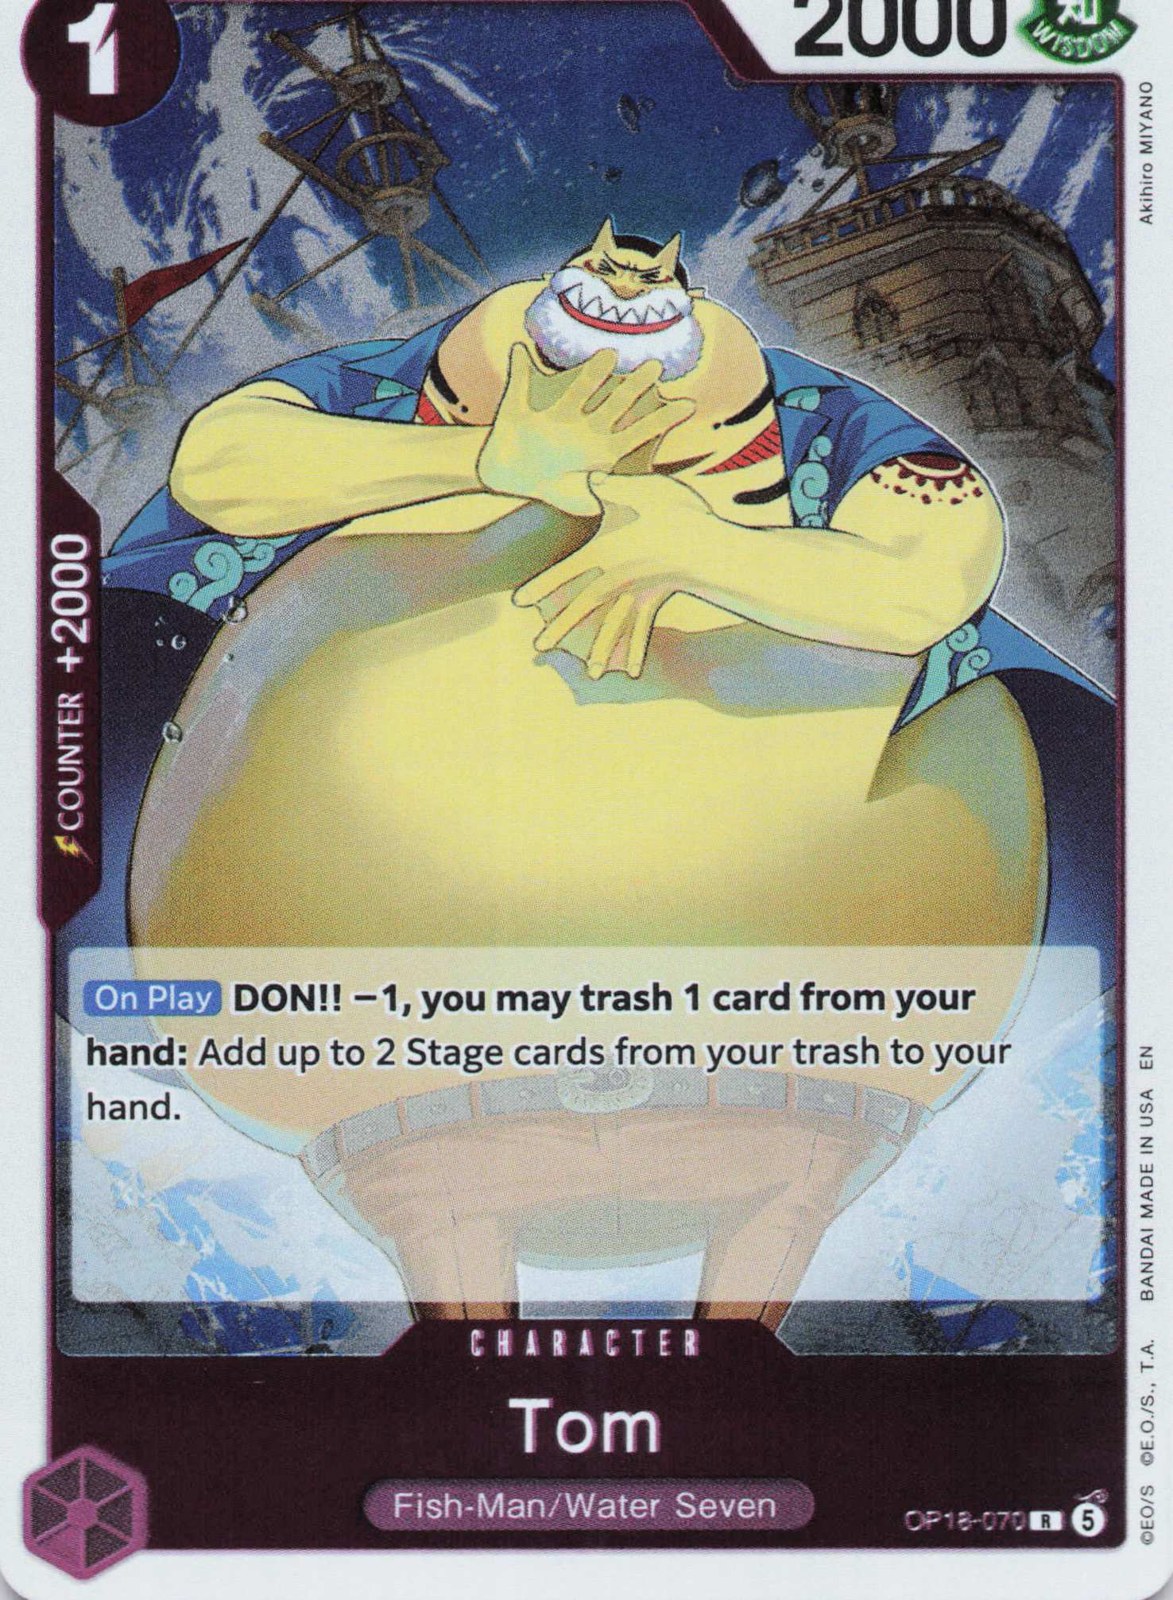 1
2000
知
WISDOM
Akihiro MIYANO
COUNTER +2000
On Play DON!! −1, you may trash 1 card from your
hand: Add up to 2 Stage cards from your trash to your
hand.
CHARACTER
Tom
Fish-Man/Water Seven
R 5
©EO/S ©E.O./S., T.A. BANDAI MADE IN USA EN